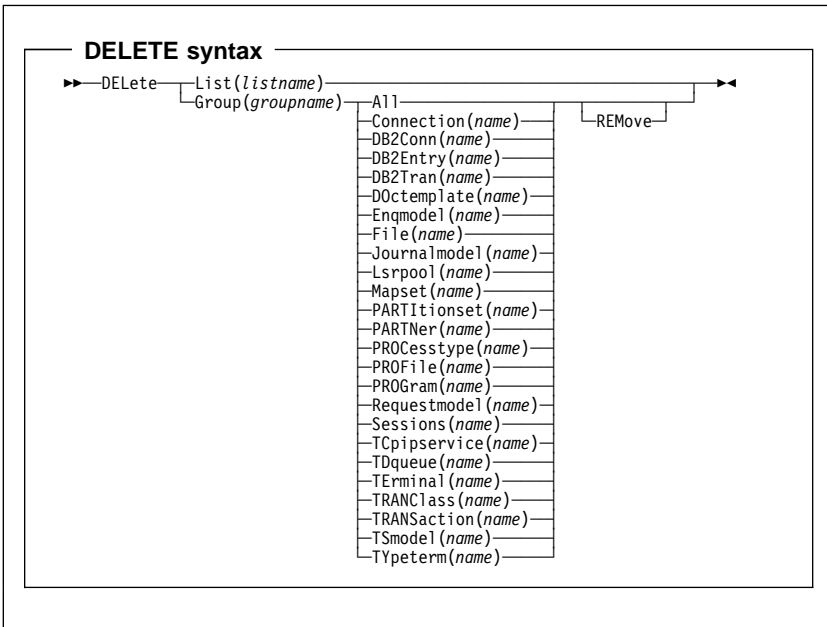 DELETE syntax
DELete List(listname)
Group(groupname) All
Connection(name) REMove
DB2Conn(name)
DB2Entry(name)
DB2Tran(name)
DOctemplate(name)
Enqmodel(name)
File(name)
Journalmodel(name)
Lsrpool(name)
Mapset(name)
PARTItionset(name)
PARTNer(name)
PROCesstype(name)
PROFile(name)
PROGram(name)
Requestmodel(name)
Sessions(name)
TCpipservice(name)
TDqueue(name)
TErminal(name)
TRANClass(name)
TRANSaction(name)
TSmodel(name)
TYpeterm(name)